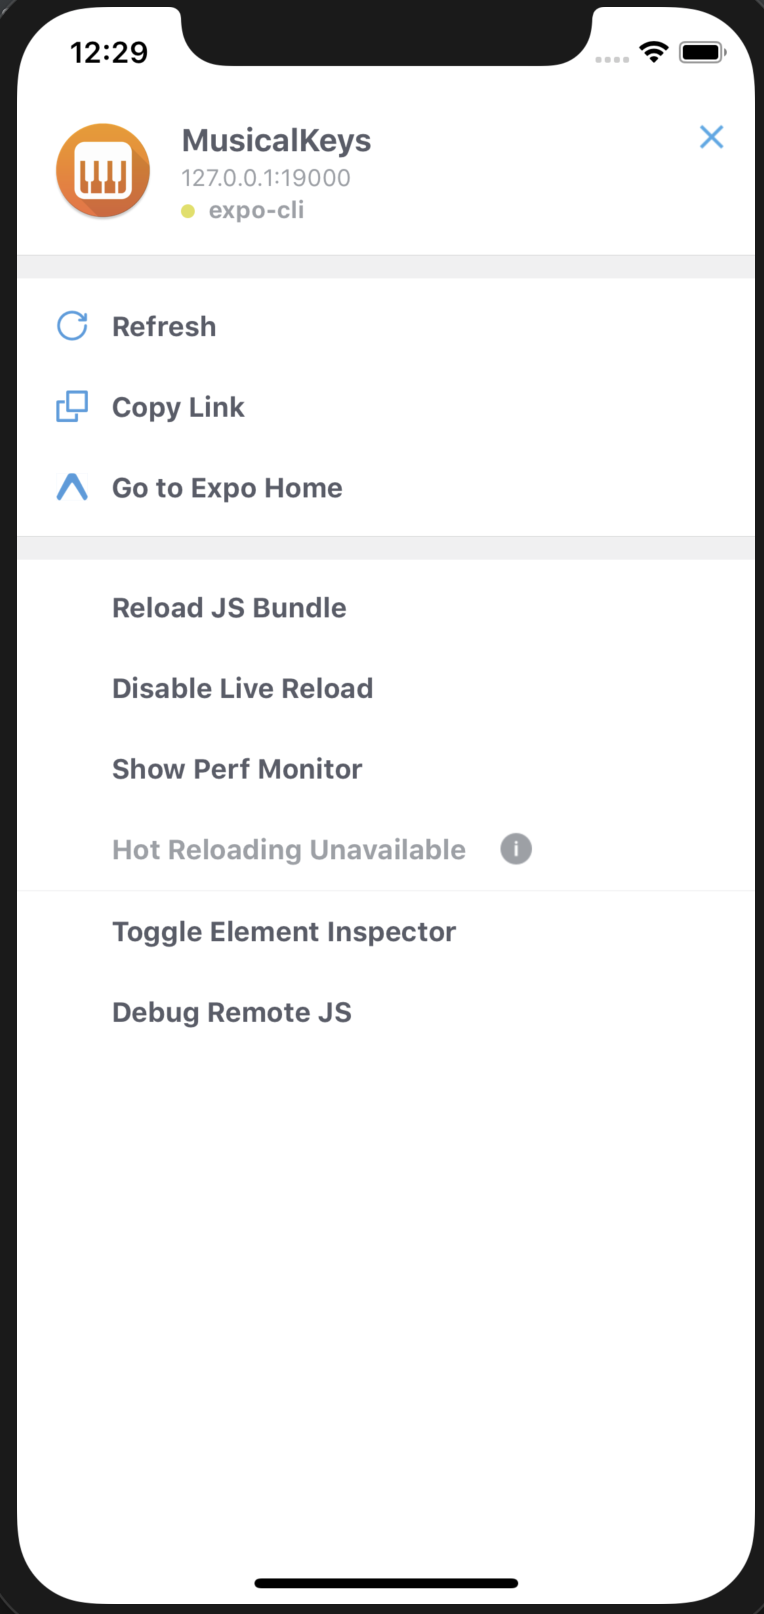 12:29
MusicalKeys
127.0.0.1:19000
expo-cli
Refresh
Copy Link
Go to Expo Home
Reload JS Bundle
Disable Live Reload
Show Perf Monitor
Hot Reloading Unavailable i
Toggle Element Inspector
Debug Remote JS